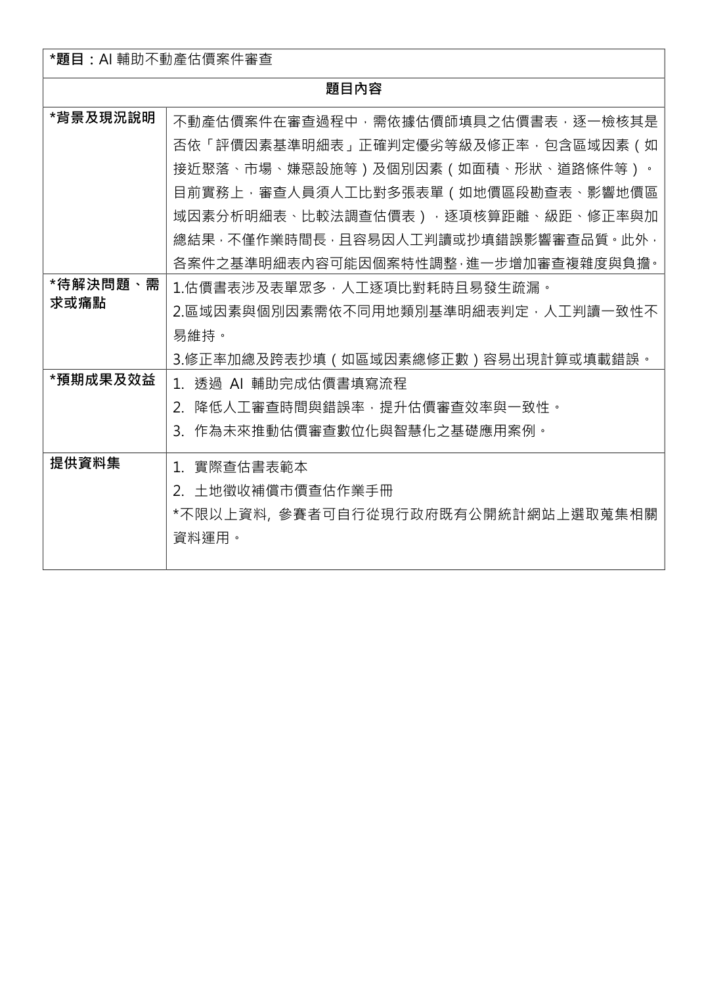 *題目：AI 輔助不動產估價案件審查
題目內容
*背景及現況說明
不動產估價案件在審查過程中，需依據估價師填具之估價書表，逐一檢核其是
否依「評價因素基準明細表」正確判定優劣等級及修正率，包含區域因素（如
接近聚落、市場、嫌惡設施等）及個別因素（如面積、形狀、道路條件等）。
目前實務上，審查人員須人工比對多張表單（如地價區段勘查表、影響地價區
域因素分析明細表、比較法調查估價表），逐項核算距離、級距、修正率與加
總結果，不僅作業時間長，且容易因人工判讀或抄填錯誤影響審查品質。此外，
各案件之基準明細表內容可能因個案特性調整，進一步增加審查複雜度與負擔。
*待解決問題、需
求或痛點
1.估價書表涉及表單眾多，人工逐項比對耗時且易發生疏漏。
2.區域因素與個別因素需依不同用地類別基準明細表判定，人工判讀一致性不
易維持。
3.修正率加總及跨表抄填（如區域因素總修正數）容易出現計算或填載錯誤。
*預期成果及效益
1. 透過 AI 輔助完成估價書填寫流程
2. 降低人工審查時間與錯誤率，提升估價審查效率與一致性。
3. 作為未來推動估價審查數位化與智慧化之基礎應用案例。
提供資料集
1. 實際查估書表範本
2. 土地徵收補償市價查估作業手冊
*不限以上資料, 參賽者可自行從現行政府既有公開統計網站上選取蒐集相關
資料運用。